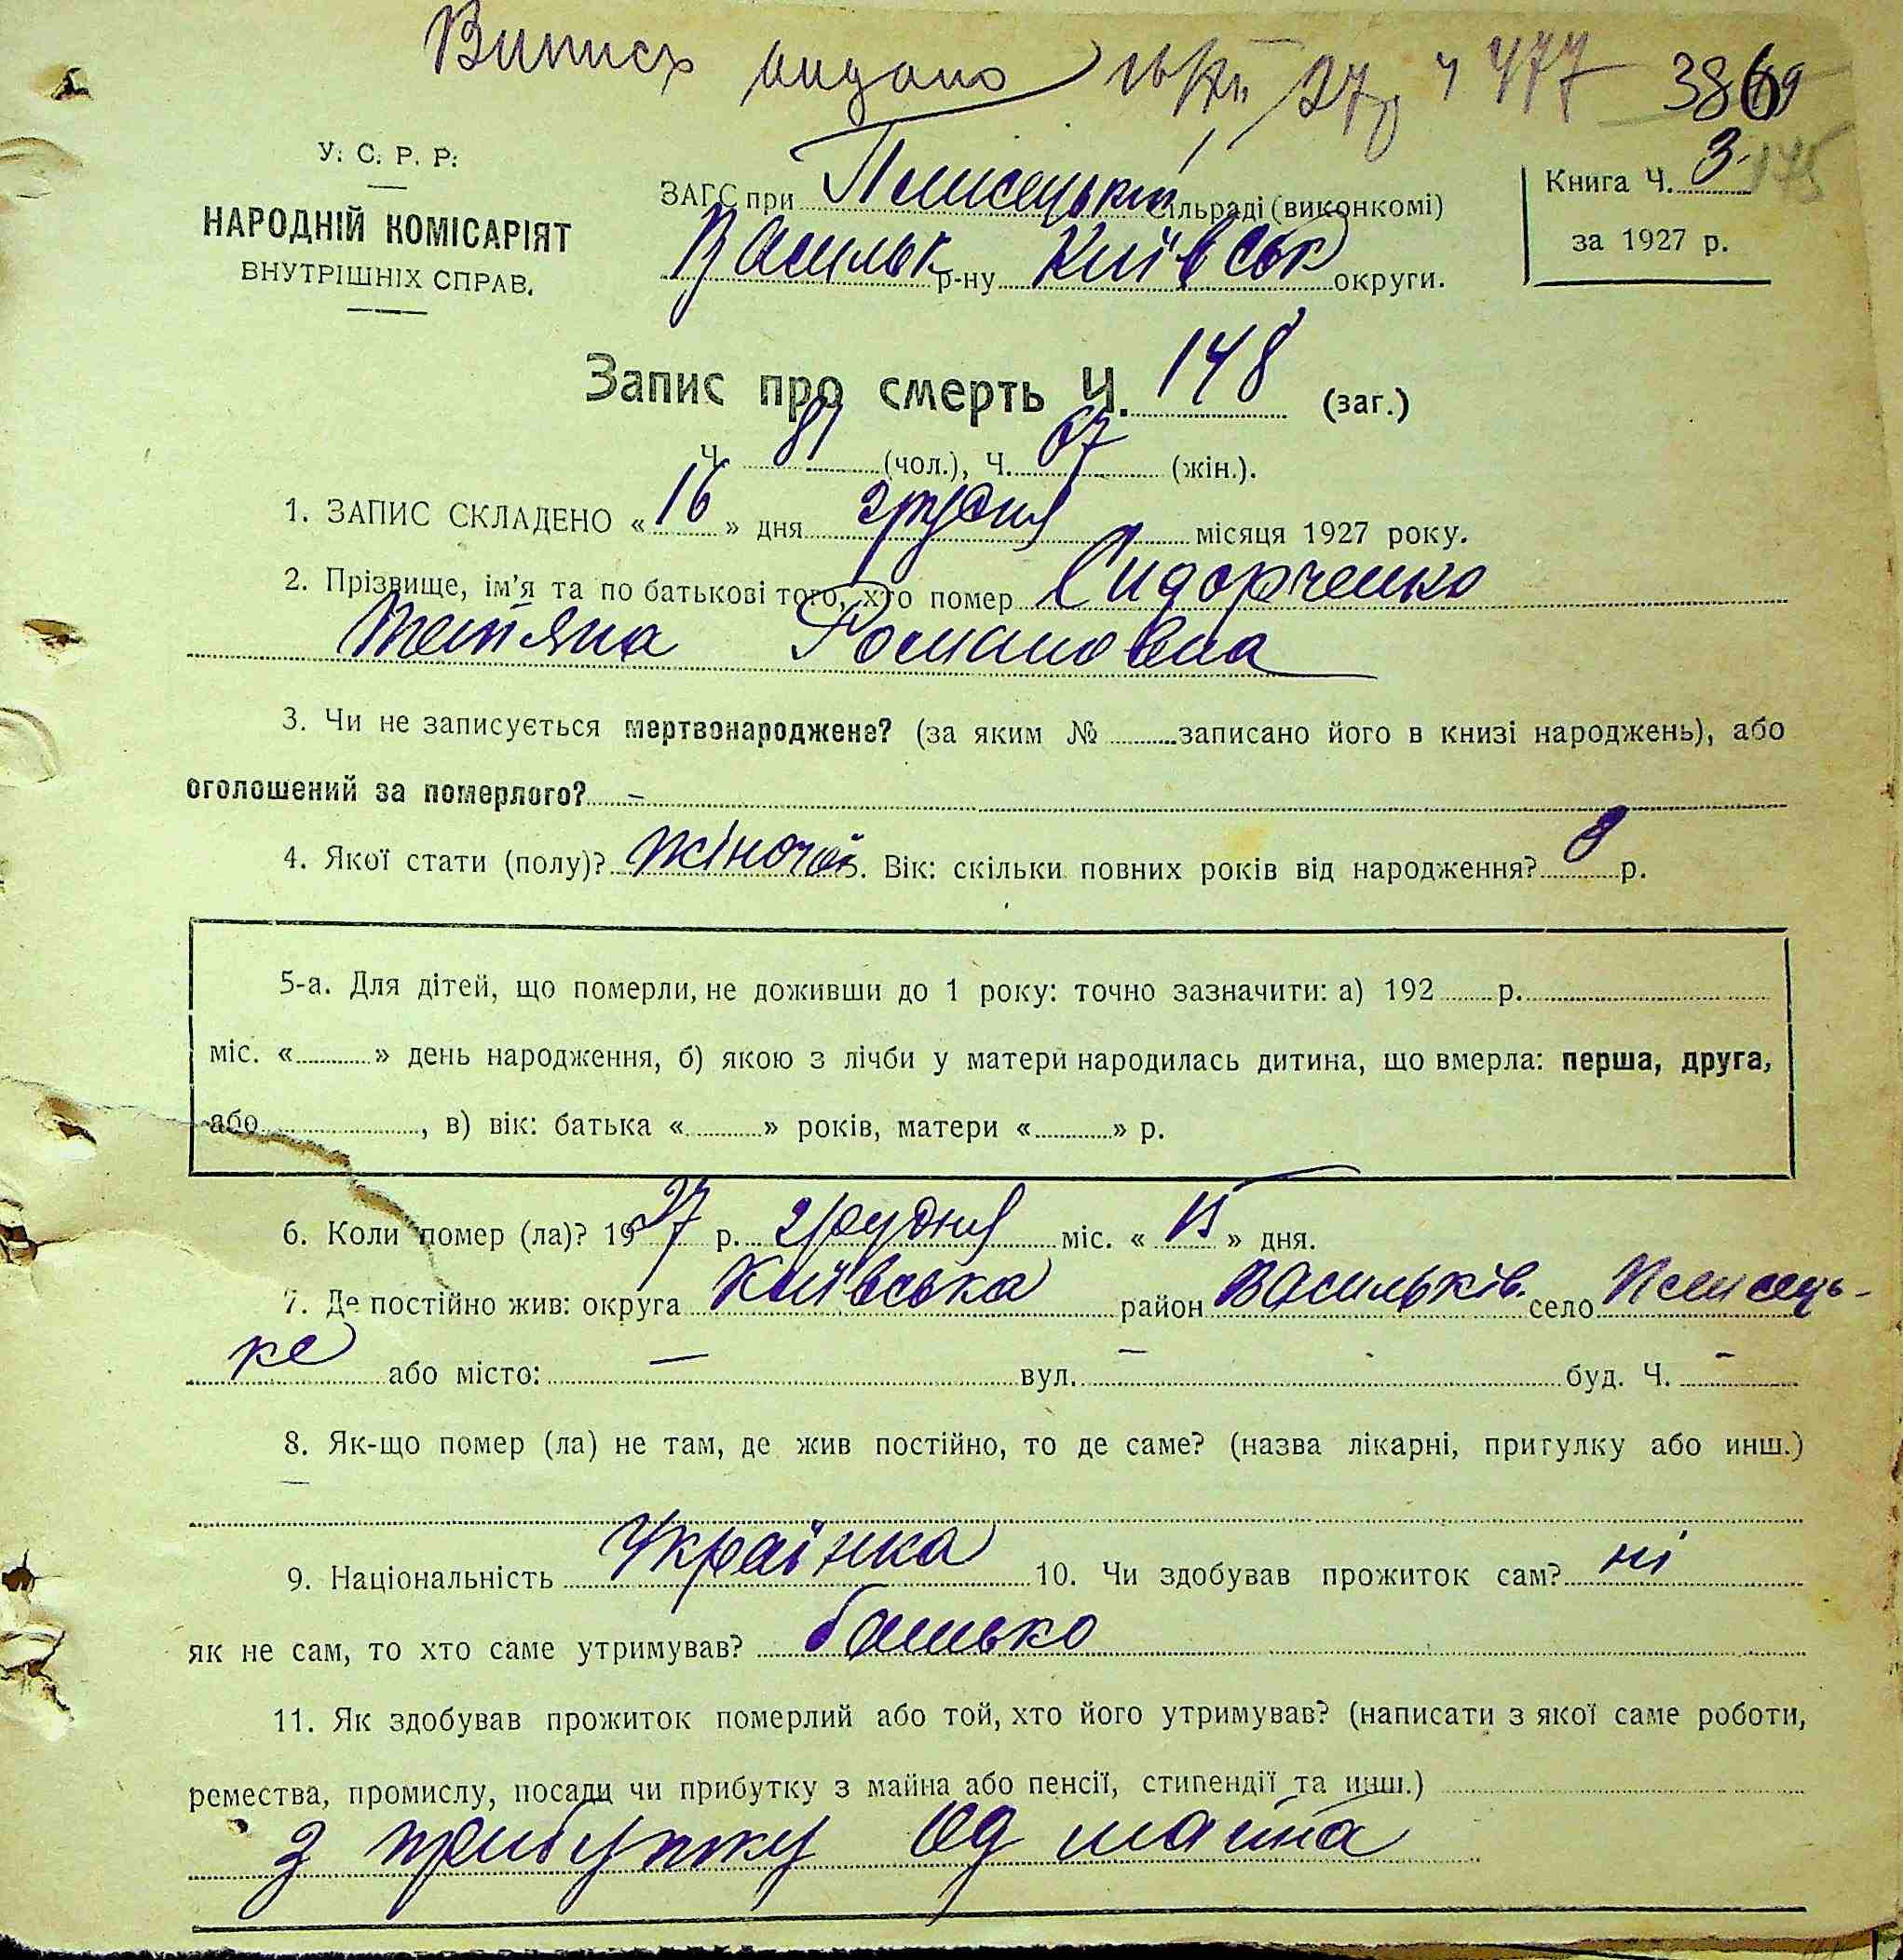 Випись видано 16/XII 27р Ч 477
386
У. С. Р. Р.
НАРОДНІЙ КОМІСАРІЯТ
ВНУТРІШНІХ СПРАВ.
ЗАГС при Плисецькій сільраді (виконкомі)
Васильк р-ну Київськ округи.
Книга Ч. 3
за 1927 р.
Запис про смерть Ч. 148 (заг.)
Ч. 81 (чол.), Ч. 67 (жін.).
1. ЗАПИС СКЛАДЕНО « 16 » дня грудня місяця 1927 року.
2. Прізвище, ім'я та по батькові того, хто помер Сидорченко
Тетяна Романовна
3. Чи не записується мертвонароджене? (за яким № записано його в книзі народжень), або
оголошений за померлого? –
4. Якої стати (полу)? жіночої. Вік: скільки повних років від народження? 8 р.
5-а. Для дітей, що померли, не доживши до 1 року: точно зазначити: а) 192 р.
міс. « » день народження, б) якою з лічби у матери народилась дитина, що вмерла: перша, друга,
або , в) вік: батька « » років, матери « » р.
6. Коли помер (ла)? 1927 р. грудня міс. « 15 » дня.
7. Де постійно жив: округа Київська район Васильків. село Плисець-
ке або місто: — вул. – буд. Ч. –
8. Як-що помер (ла) не там, де жив постійно, то де саме? (назва лікарні, пригулку або инш.)
—
9. Національність Українка 10. Чи здобував прожиток сам? ні
як не сам, то хто саме утримував? батько
11. Як здобував прожиток померлий або той, хто його утримував? (написати з якої саме роботи,
ремества, промислу, посади чи прибутку з майна або пенсії, стипендії та инш.)
з прибутку од майна